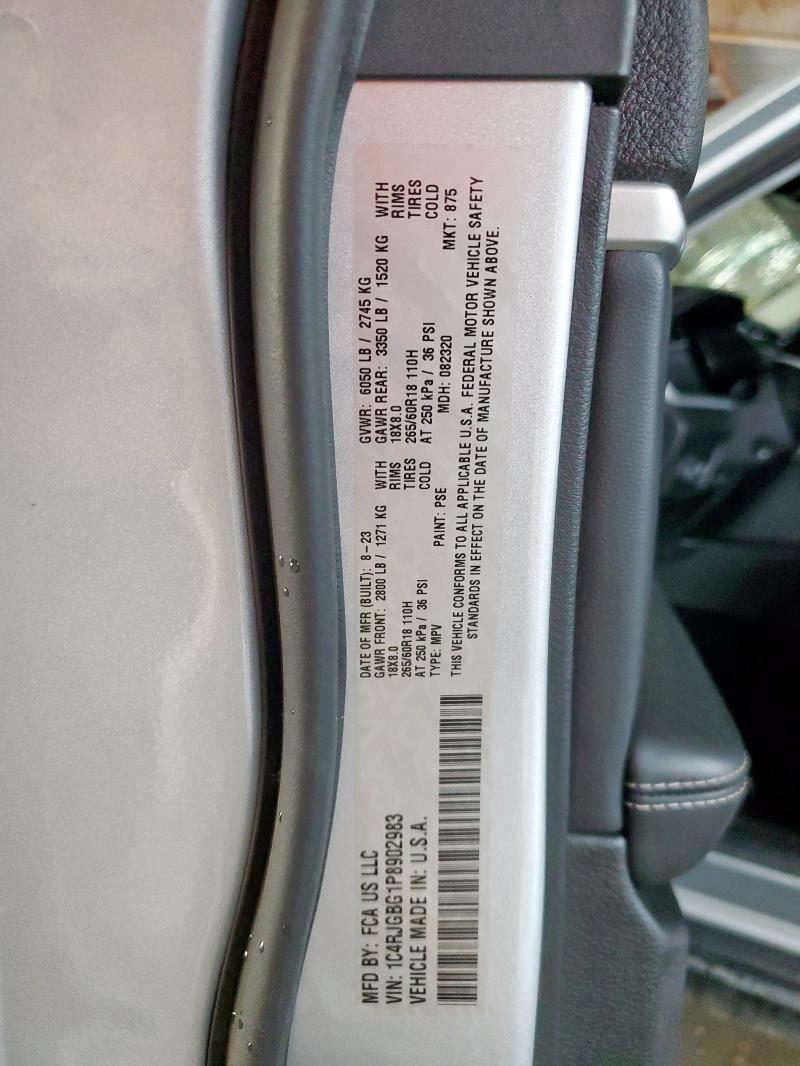 MFD BY: FCA US LLC
VIN: 1C4RJGBG1P8902983
VEHICLE MADE IN: U.S.A.
DATE OF MFR (BUILT): 8-23 GVWR: 6050 LB / 2745 KG
GAWR FRONT: 2800 LB / 1271 KG WITH GAWR REAR: 3350 LB / 1520 KG WITH
18X8.0 RIMS 18X8.0 RIMS
265/60R18 110H TIRES 265/60R18 110H TIRES
AT 250 kPa / 36 PSI COLD AT 250 kPa / 36 PSI COLD
TYPE: MPV PAINT: PSE MDH: 082320 MKT: 875
THIS VEHICLE CONFORMS TO ALL APPLICABLE U.S.A. FEDERAL MOTOR VEHICLE SAFETY
STANDARDS IN EFFECT ON THE DATE OF MANUFACTURE SHOWN ABOVE.